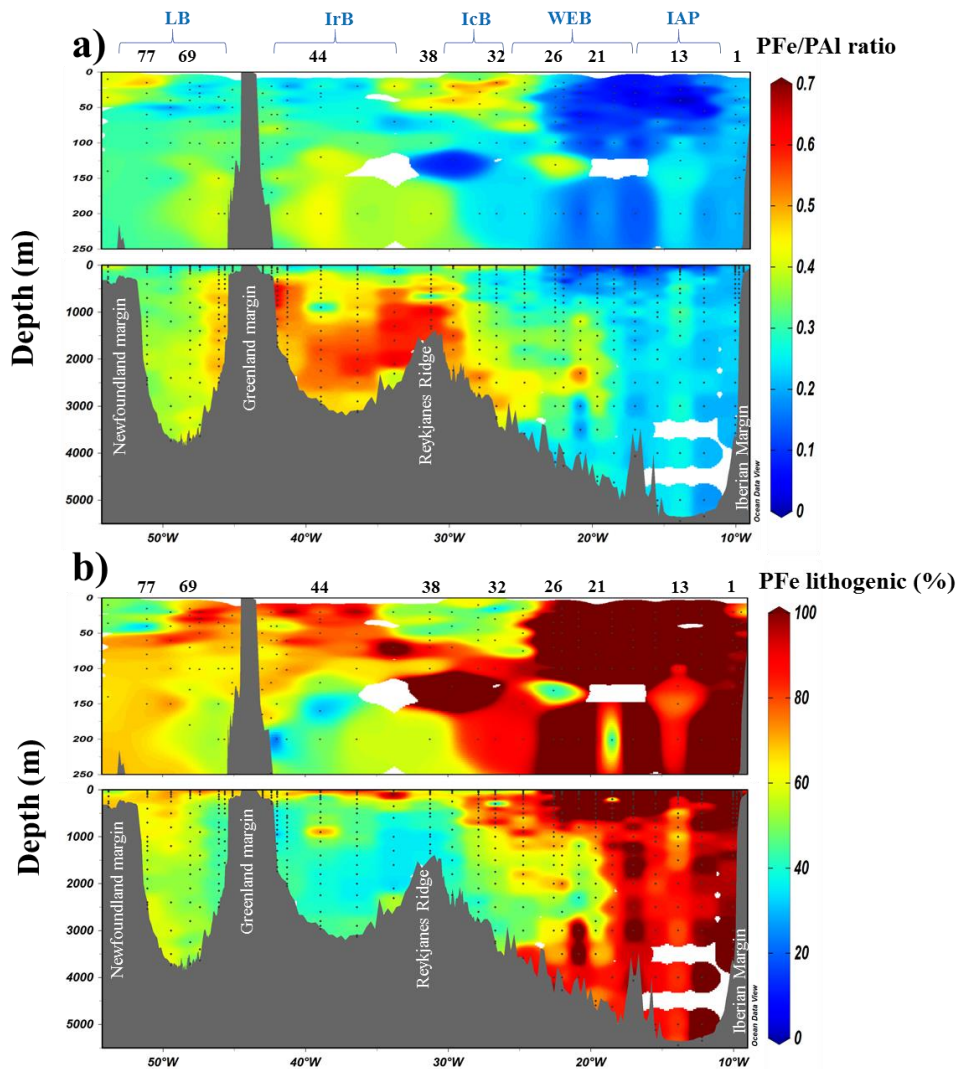 LB IrB IcB WEB IAP
a) 77 69 44 38 32 26 21 13 1 PFe/PAl ratio
0
50
100
150
200
250
0
1000
2000
3000
4000
5000
Depth (m)
Newfoundland margin
Greenland margin
Reykjanes Ridge
Iberian Margin
Ocean Data View
50°W 40°W 30°W 20°W 10°W
0.7
0.6
0.5
0.4
0.3
0.2
0.1
0
b) 77 69 44 38 32 26 21 13 1 PFe lithogenic (%)
0
50
100
150
200
250
0
1000
2000
3000
4000
5000
Depth (m)
Newfoundland margin
Greenland margin
Reykjanes Ridge
Iberian Margin
Ocean Data View
50°W 40°W 30°W 20°W 10°W
100
80
60
40
20
0